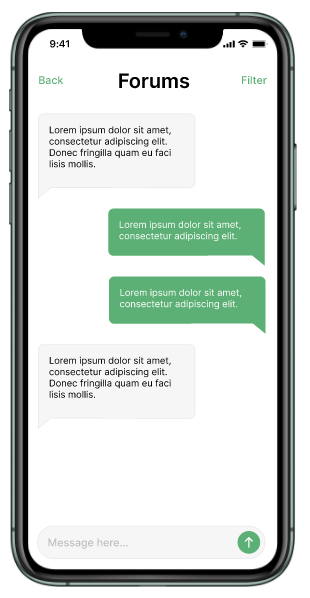 9:41
Back Forums Filter
Lorem ipsum dolor sit amet,
consectetur adipiscing elit.
Donec fringilla quam eu faci
lisis mollis.
Lorem ipsum dolor sit amet,
consectetur adipiscing elit.
Lorem ipsum dolor sit amet,
consectetur adipiscing elit.
Lorem ipsum dolor sit amet,
consectetur adipiscing elit.
Donec fringilla quam eu faci
lisis mollis.
Message here...